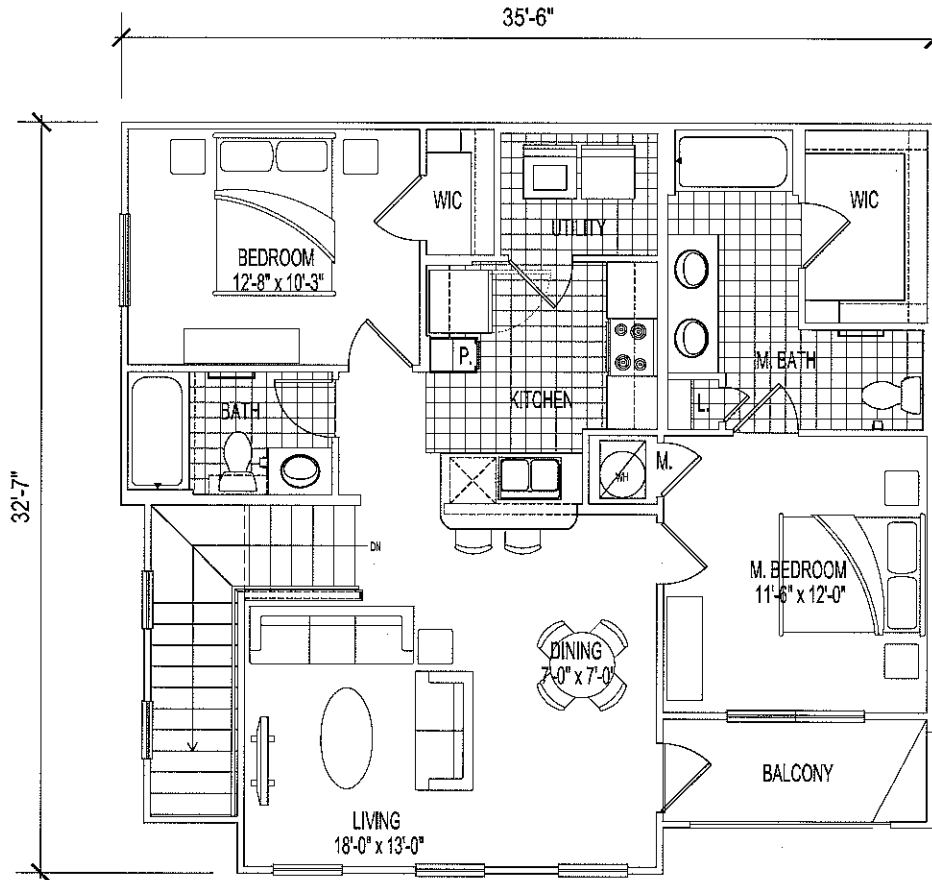 35'-6"
32'-7"
WIC
UTILITY
WIC
BEDROOM
12'-8" x 10'-3"
P.
KITCHEN
M. BATH
L.
BATH
M.
WH
DN
M. BEDROOM
11'-6" x 12'-0"
DINING
7'-0" x 7'-0"
BALCONY
LIVING
18'-0" x 13'-0"